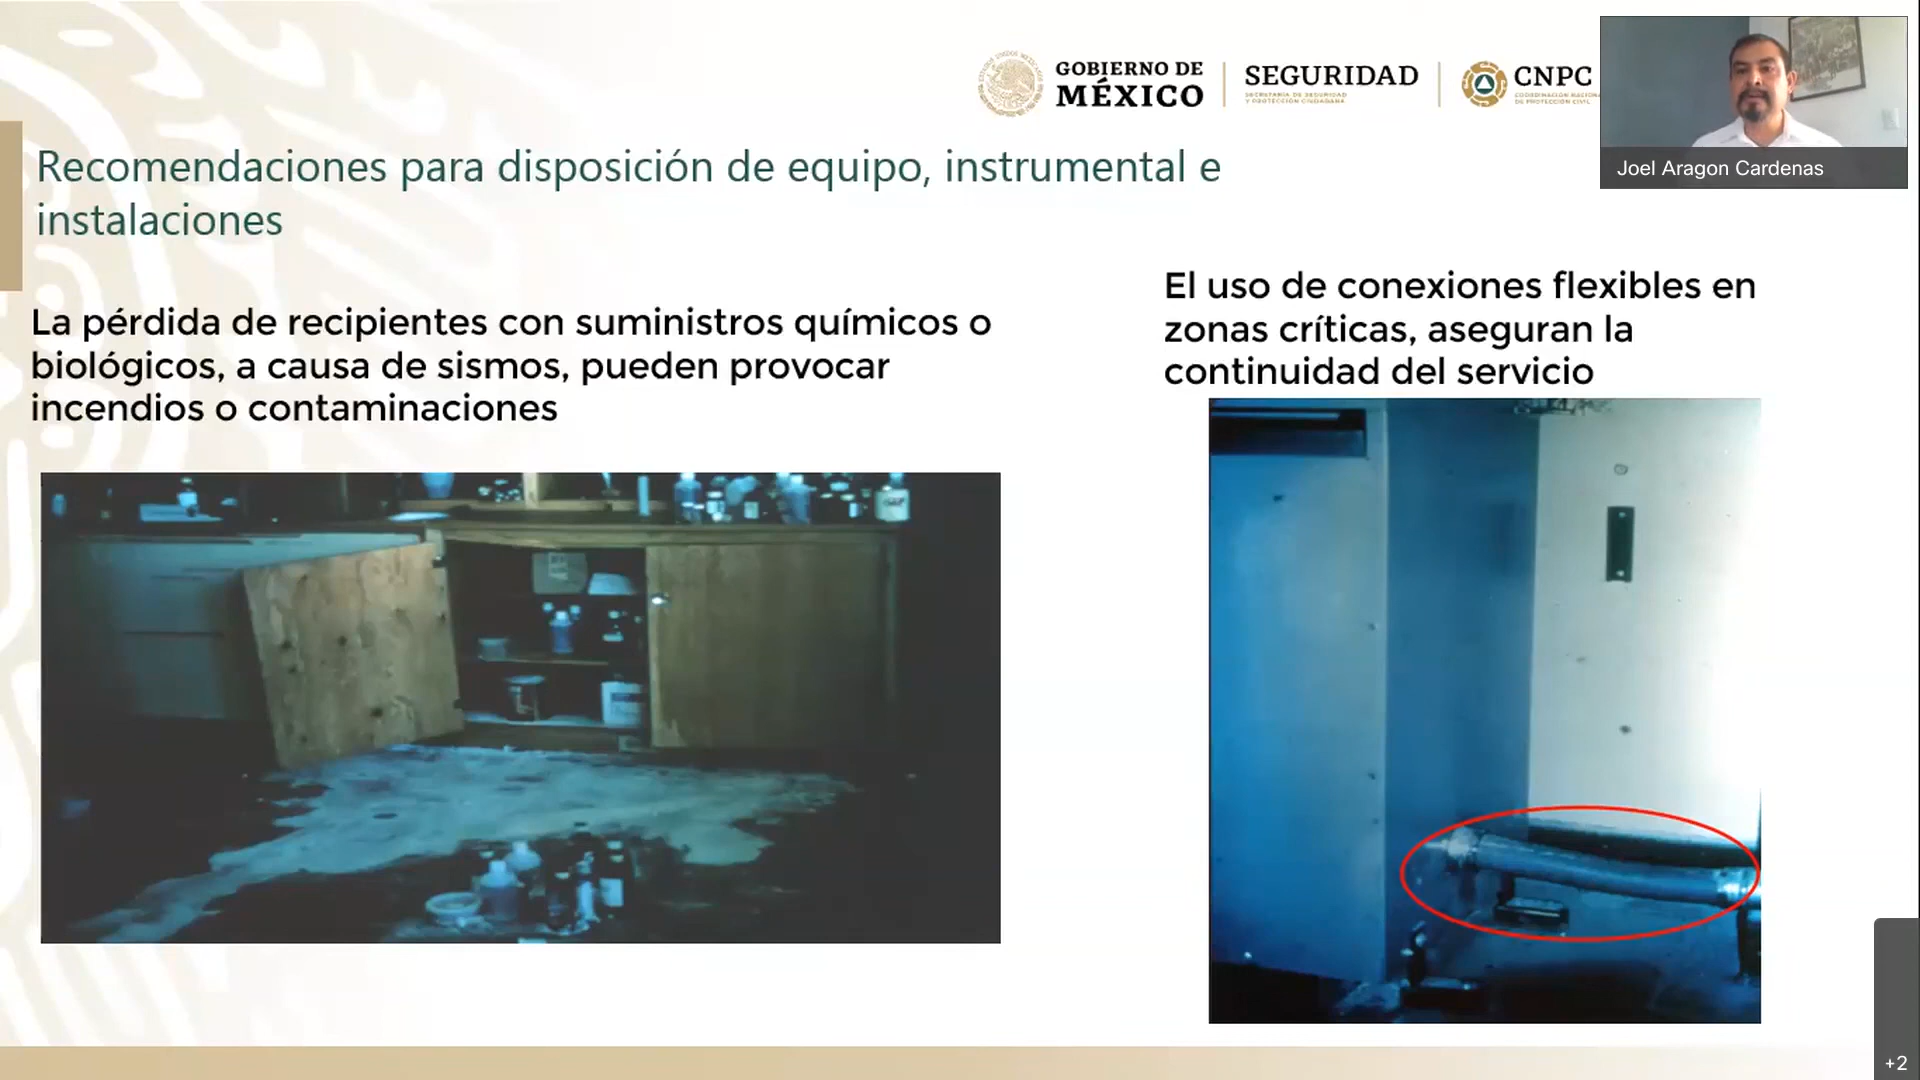 GOBIERNO DE
MÉXICO
SEGURIDAD
SECRETARÍA DE SEGURIDAD
Y PROTECCIÓN CIUDADANA
CNPC
COORDINACIÓN NACIONAL
DE PROTECCIÓN CIVIL
Joel Aragon Cardenas
Recomendaciones para disposición de equipo, instrumental e
instalaciones
La pérdida de recipientes con suministros químicos o
biológicos, a causa de sismos, pueden provocar
incendios o contaminaciones
El uso de conexiones flexibles en
zonas críticas, aseguran la
continuidad del servicio
+2